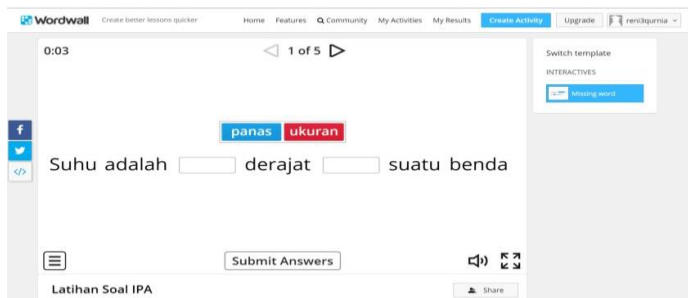 Wordwall Create better lessons quicker Home Features Community My Activities My Results Create Activity Upgrade reni3qurnia
0:03 1 of 5 Switch template
INTERACTIVES
Missing word
panas ukuran
Suhu adalah derajat suatu benda
Submit Answers
Latihan Soal IPA Share